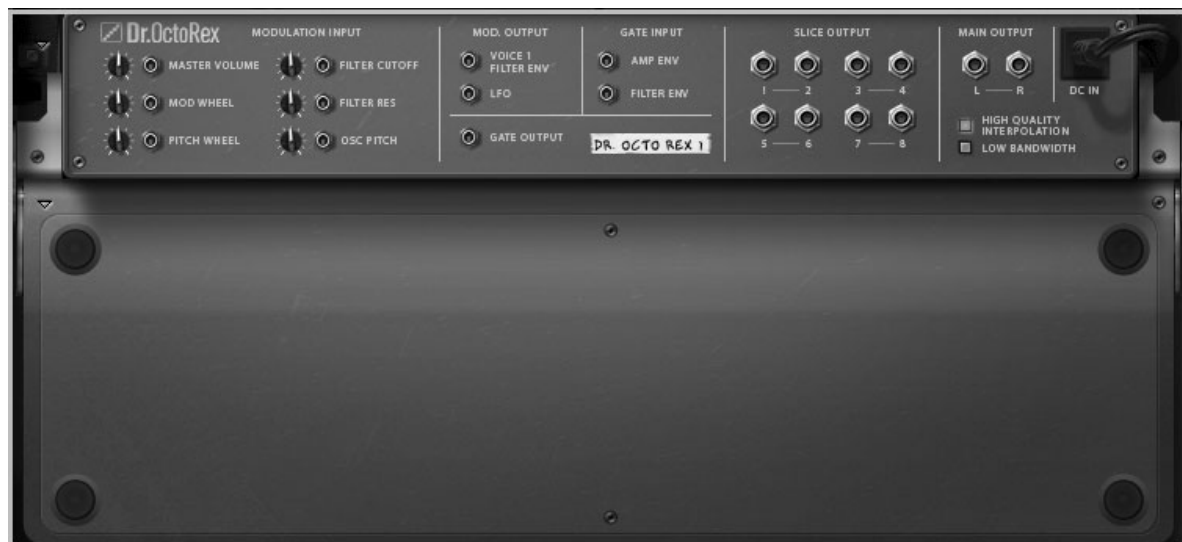 Dr.OctoRex
MODULATION INPUT
MASTER VOLUME
FILTER CUTOFF
MOD WHEEL
FILTER RES
PITCH WHEEL
OSC PITCH
MOD. OUTPUT
VOICE 1
FILTER ENV
LFO
GATE INPUT
AMP ENV
FILTER ENV
GATE OUTPUT
DR. OCTO REX 1
SLICE OUTPUT
1 2 3 4
5 6 7 8
MAIN OUTPUT
L R
DC IN
HIGH QUALITY
INTERPOLATION
LOW BANDWIDTH